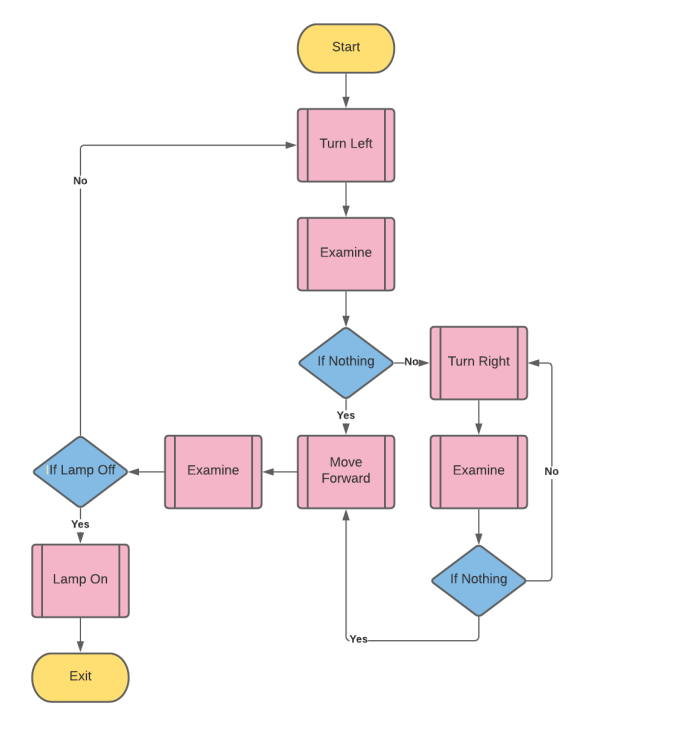 Start
Turn Left
No
Examine
If Nothing
No
Turn Right
Yes
If Lamp Off
Examine
Move
Forward
Examine
No
Yes
Lamp On
If Nothing
Yes
Exit